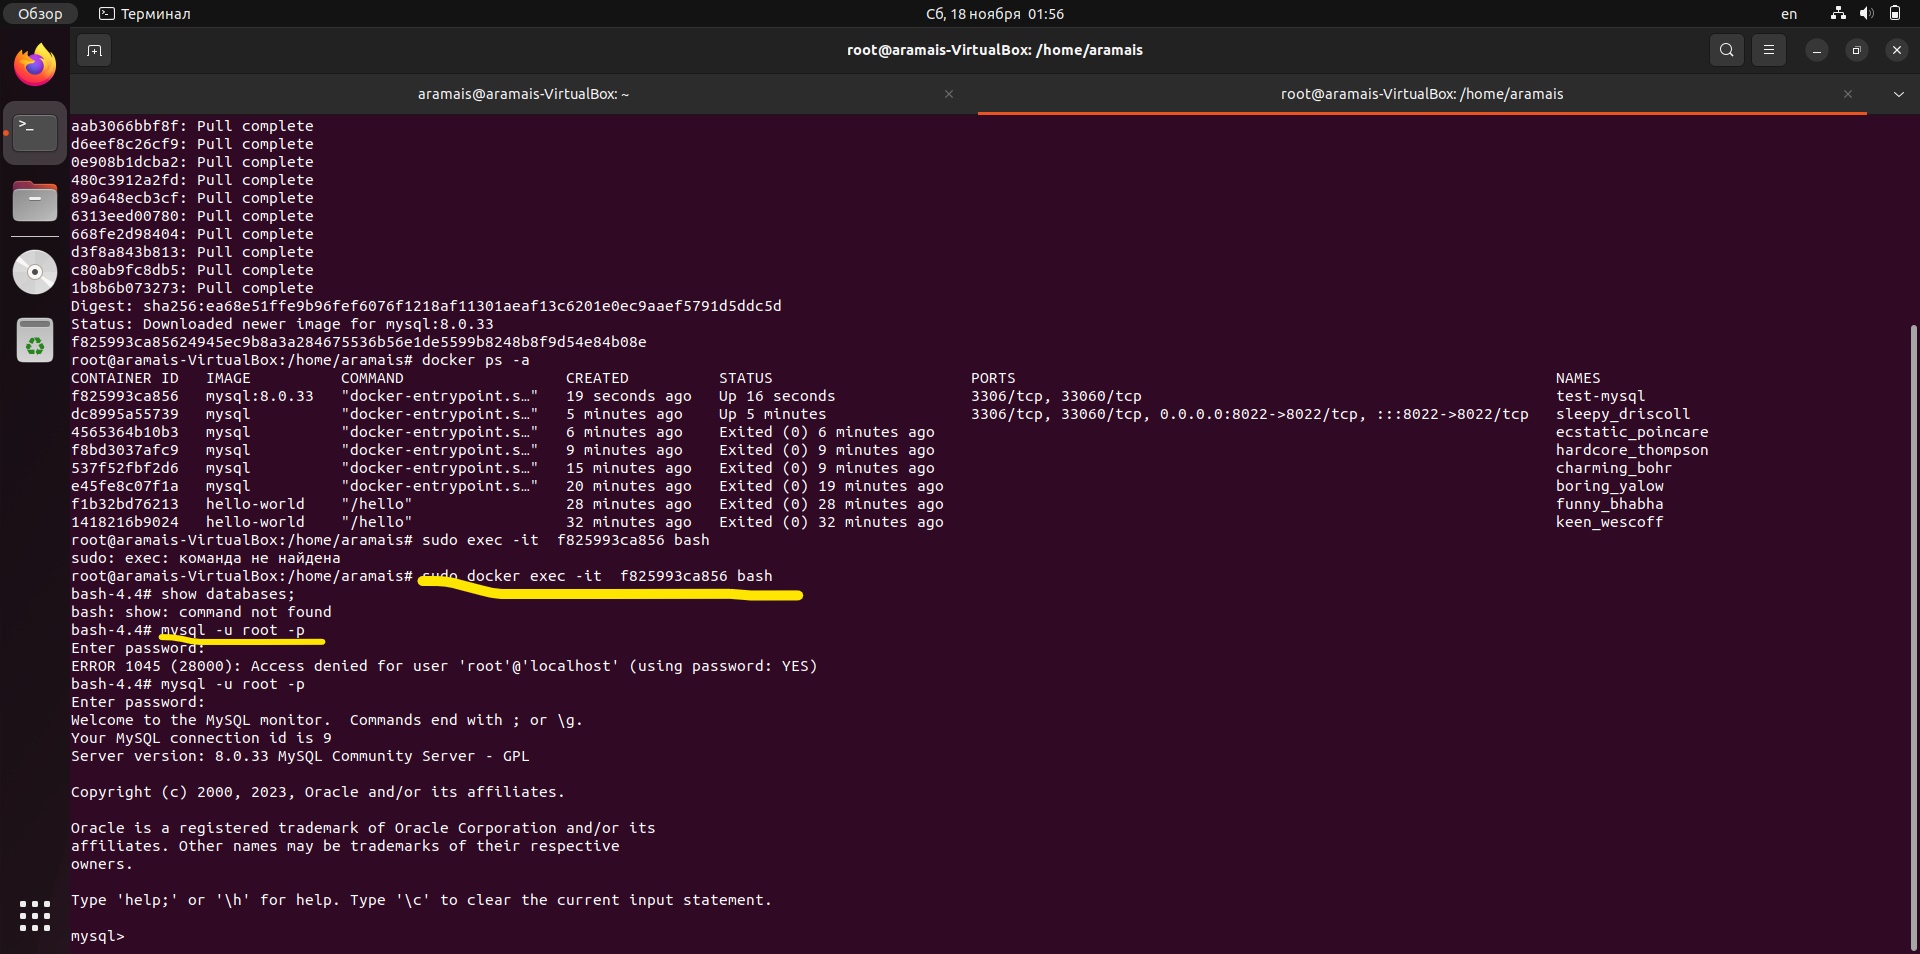 Обзор
Терминал
Сб, 18 ноября 01:56
en
root@aramais-VirtualBox: /home/aramais
aramais@aramais-VirtualBox: ~
root@aramais-VirtualBox: /home/aramais
aab3066bbf8f: Pull complete
d6eef8c26cf9: Pull complete
0e908b1dcba2: Pull complete
480c3912a2fd: Pull complete
89a648ecb3cf: Pull complete
6313eed00780: Pull complete
668fe2d98404: Pull complete
d3f8a843b813: Pull complete
c80ab9fc8db5: Pull complete
1b8b6b073273: Pull complete
Digest: sha256:ea68e51ffe9b96fef6076f1218af11301aeaf13c6201e0ec9aaef5791d5ddc5d
Status: Downloaded newer image for mysql:8.0.33
f825993ca85624945ec9b8a3a284675536b56e1de5599b8248b8f9d54e84b08e
root@aramais-VirtualBox:/home/aramais# docker ps -a
CONTAINER ID   IMAGE          COMMAND                  CREATED          STATUS                      PORTS                                                            NAMES
f825993ca856   mysql:8.0.33   "docker-entrypoint.s…"   19 seconds ago   Up 16 seconds               3306/tcp, 33060/tcp                                              test-mysql
dc8995a55739   mysql          "docker-entrypoint.s…"   5 minutes ago    Up 5 minutes                3306/tcp, 33060/tcp, 0.0.0.0:8022->8022/tcp, :::8022->8022/tcp   sleepy_driscoll
4565364b10b3   mysql          "docker-entrypoint.s…"   6 minutes ago    Exited (0) 6 minutes ago                                                                     ecstatic_poincare
f8bd3037afc9   mysql          "docker-entrypoint.s…"   9 minutes ago    Exited (0) 9 minutes ago                                                                     hardcore_thompson
537f52fbf2d6   mysql          "docker-entrypoint.s…"   15 minutes ago   Exited (0) 9 minutes ago                                                                     charming_bohr
e45fe8c07f1a   mysql          "docker-entrypoint.s…"   20 minutes ago   Exited (0) 19 minutes ago                                                                    boring_yalow
f1b32bd76213   hello-world    "/hello"                 28 minutes ago   Exited (0) 28 minutes ago                                                                    funny_bhabha
1418216b9024   hello-world    "/hello"                 32 minutes ago   Exited (0) 32 minutes ago                                                                    keen_wescoff
root@aramais-VirtualBox:/home/aramais# sudo exec -it  f825993ca856 bash
sudo: exec: команда не найдена
root@aramais-VirtualBox:/home/aramais# sudo docker exec -it  f825993ca856 bash
bash-4.4# show databases;
bash: show: command not found
bash-4.4# mysql -u root -p
Enter password:
ERROR 1045 (28000): Access denied for user 'root'@'localhost' (using password: YES)
bash-4.4# mysql -u root -p
Enter password:
Welcome to the MySQL monitor.  Commands end with ; or \g.
Your MySQL connection id is 9
Server version: 8.0.33 MySQL Community Server - GPL
Copyright (c) 2000, 2023, Oracle and/or its affiliates.
Oracle is a registered trademark of Oracle Corporation and/or its
affiliates. Other names may be trademarks of their respective
owners.
Type 'help;' or '\h' for help. Type '\c' to clear the current input statement.
mysql>